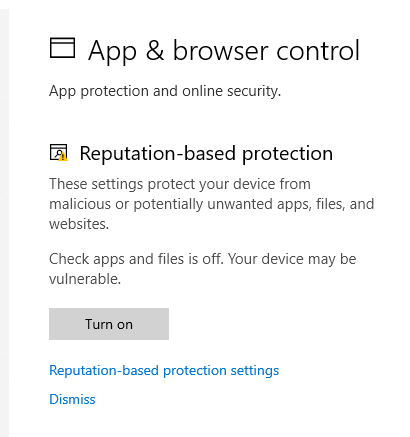 App & browser control
App protection and online security.
Reputation-based protection
These settings protect your device from
malicious or potentially unwanted apps, files, and
websites.
Check apps and files is off. Your device may be
vulnerable.
Turn on
Reputation-based protection settings
Dismiss